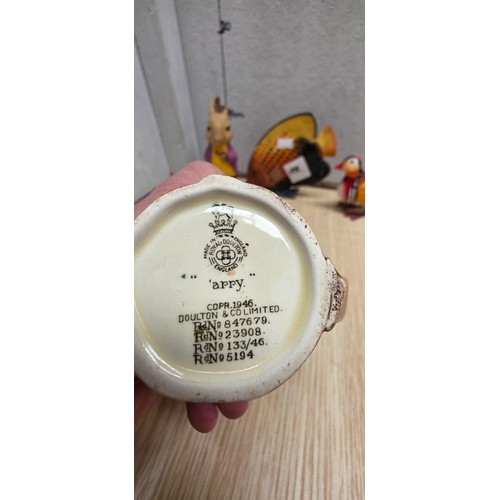 MADE IN ENGLAND
ROYAL DOULTON
ENGLAND
"'arry."
COPR.1946.
DOULTON & CO LIMITED.
RdNo 847679.
RdNo 23908.
RdNo 133/46.
RdNo 5194